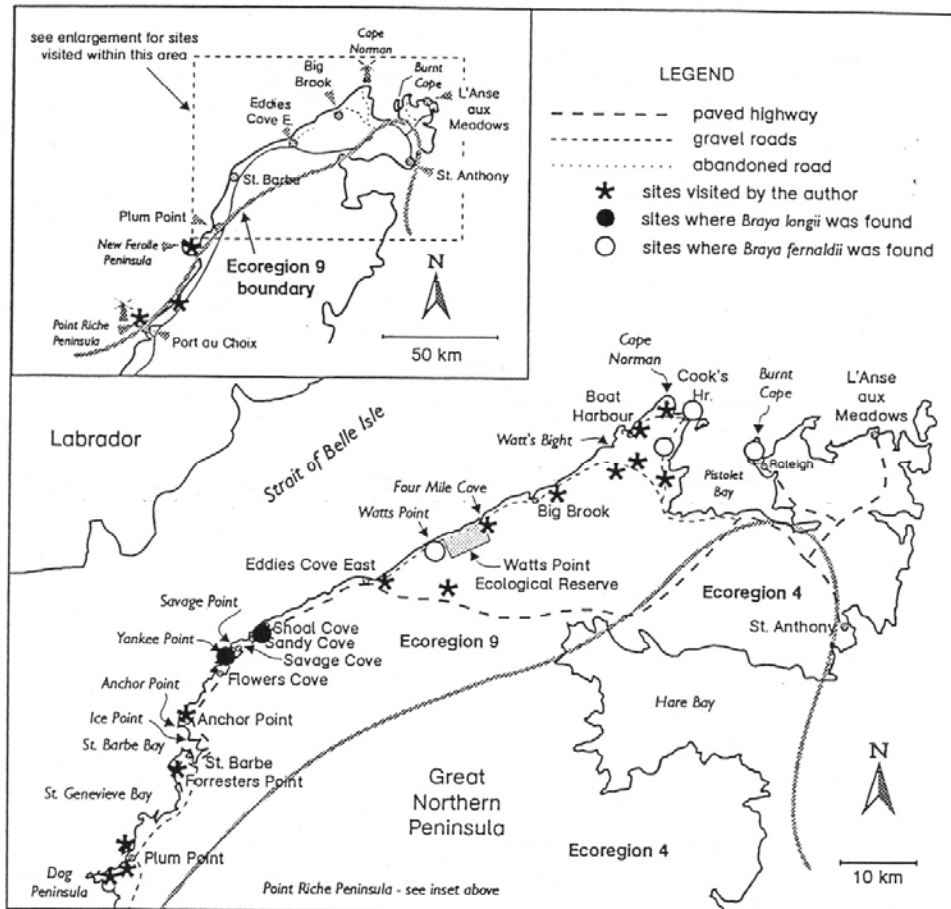 see enlargement for sites
visited within this area
Cape
Norman
Big
Brook
Burnt
Cape
L'Anse
aux
Meadows
Eddies
Cove E.
St. Barbe
St. Anthony
Plum Point
New Ferolle
Peninsula
Ecoregion 9
boundary
N
Point Riche
Peninsula
Port au Choix
50 km
LEGEND
paved highway
gravel roads
abandoned road
sites visited by the author
sites where Braya longii was found
sites where Braya fernaldii was found
Labrador
Strait of Belle Isle
Cape
Norman
Cook's
Hr.
Burnt
Cape
L'Anse
aux
Meadows
Boat
Harbour
Watt's Bight
Raleigh
Pistolet
Bay
Four Mile Cove
Big Brook
Watts Point
Watts Point
Ecological Reserve
Eddies Cove East
Ecoregion 4
St. Anthony
Savage Point
Shoal Cove
Sandy Cove
Yankee Point
Savage Cove
Ecoregion 9
Flowers Cove
Anchor Point
Anchor Point
Ice Point
Hare Bay
St. Barbe Bay
St. Barbe
Forresters Point
N
St. Genevieve Bay
Great
Northern
Peninsula
Plum Point
Ecoregion 4
Dog
Peninsula
10 km
Point Riche Peninsula - see inset above